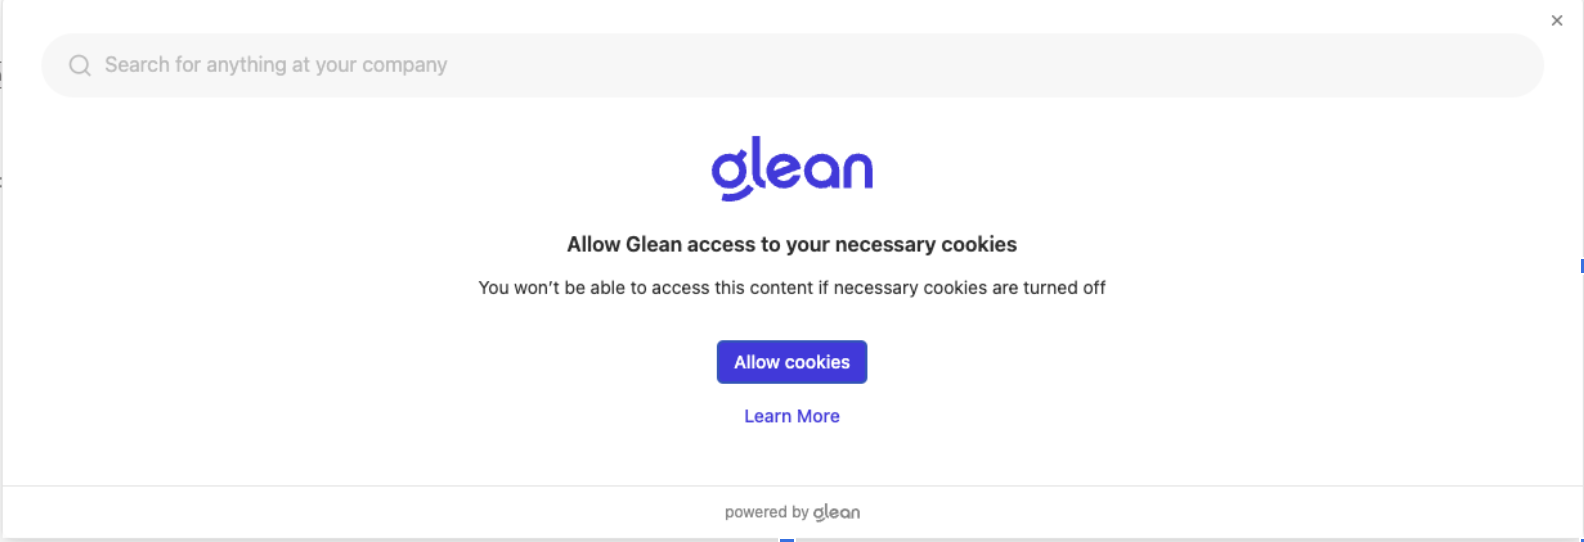 Search for anything at your company
glean
Allow Glean access to your necessary cookies
You won’t be able to access this content if necessary cookies are turned off
Allow cookies
Learn More
powered by glean